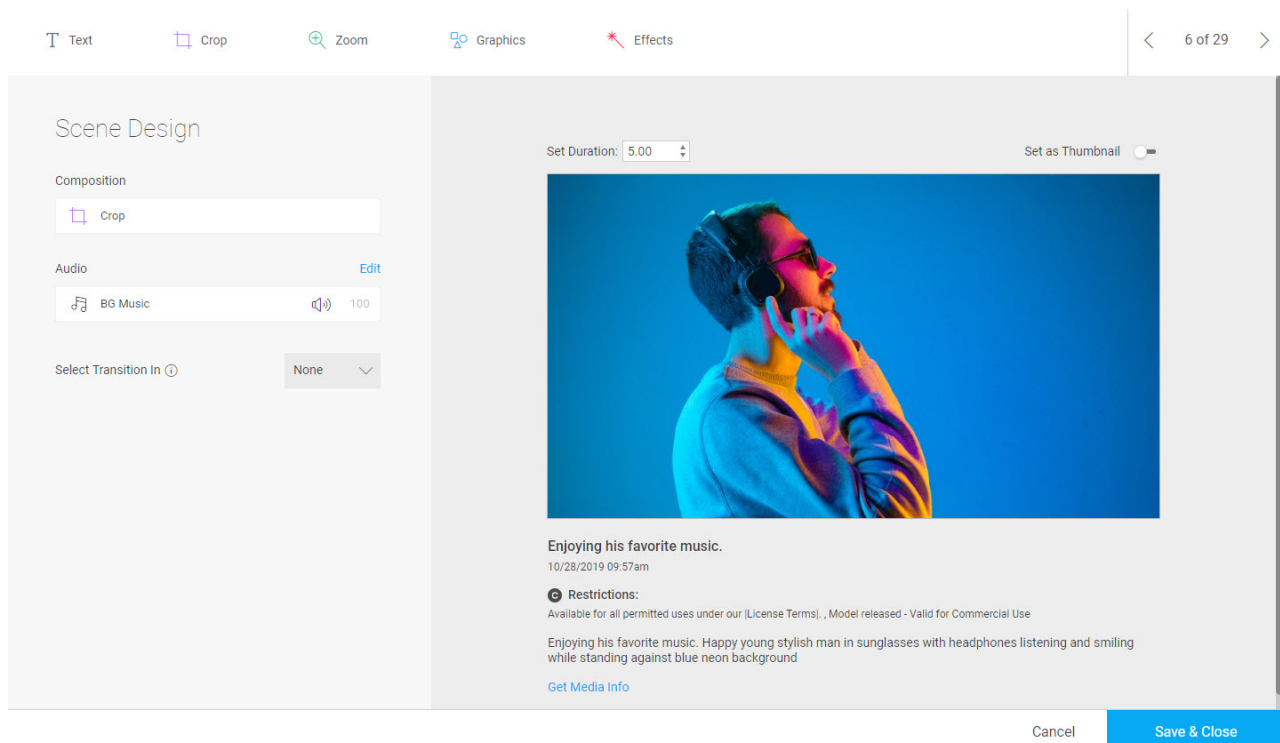 Text Crop Zoom Graphics Effects 6 of 29
Scene Design
Set Duration: 5.00 Set as Thumbnail
Composition
Crop
Audio Edit
BG Music 100
Select Transition In None
Enjoying his favorite music.
10/28/2019 09:57am
C Restrictions:
Available for all permitted uses under our |License Terms|. , Model released - Valid for Commercial Use
Enjoying his favorite music. Happy young stylish man in sunglasses with headphones listening and smiling
while standing against blue neon background
Get Media Info
Cancel Save & Close